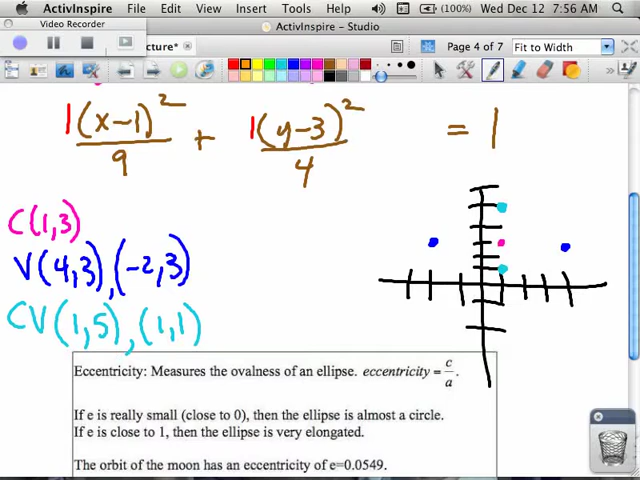 ActivInspire File Edit View Insert Tools Help (100%) Wed Dec 12 7:56 AM
Video Recorder
ActivInspire - Studio
cture*
Page 4 of 7 Fit to Width
1(x-1)² / 9 + 1(y-3)² / 4 = 1
C(1,3)
V(4,3),(-2,3)
CV(1,5),(1,1)
Eccentricity: Measures the ovalness of an ellipse. eccentricity = c/a.
If e is really small (close to 0), then the ellipse is almost a circle.
If e is close to 1, then the ellipse is very elongated.
The orbit of the moon has an eccentricity of e=0.0549.